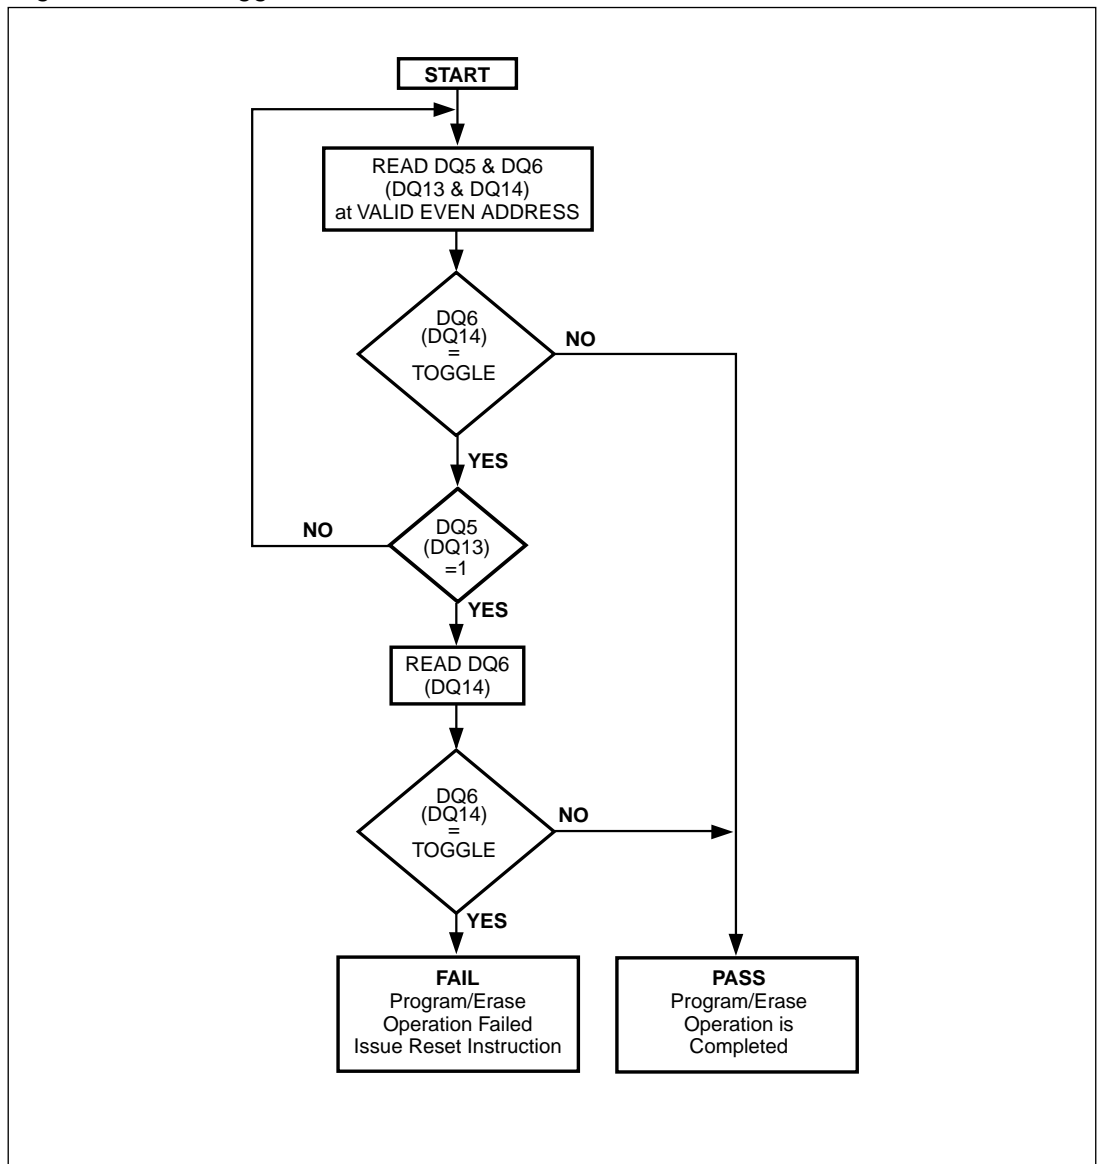 START
READ DQ5 & DQ6
(DQ13 & DQ14)
at VALID EVEN ADDRESS
DQ6
(DQ14)
=
TOGGLE
NO
YES
NO
DQ5
(DQ13)
=1
YES
READ DQ6
(DQ14)
DQ6
(DQ14)
=
TOGGLE
NO
YES
FAIL
Program/Erase
Operation Failed
Issue Reset Instruction
PASS
Program/Erase
Operation is
Completed